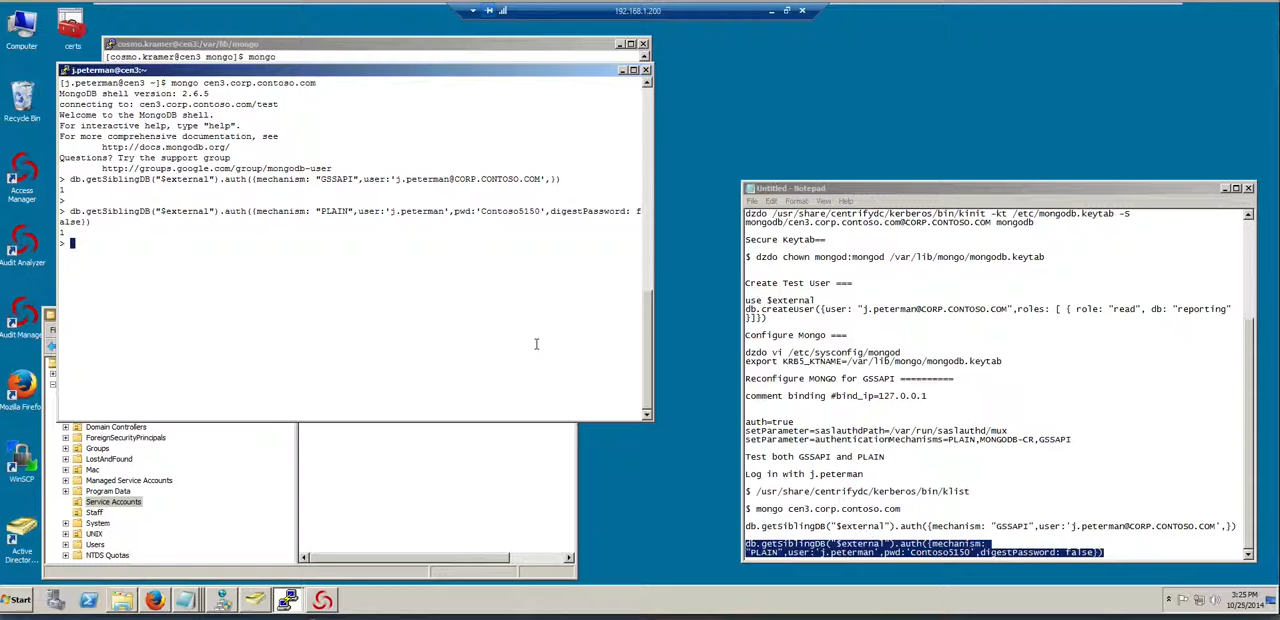 192.168.1.200
Computer
certs
Recycle Bin
Access
Manager
Audit Analyzer
Audit Manage
Mozilla Firefo
WinSCP
Active
Director...
cosmo.kramer@cen3:/var/lib/mongo
[cosmo.kramer@cen3 mongo]$ mongo
j.peterman@cen3:~
[j.peterman@cen3 ~]$ mongo cen3.corp.contoso.com
MongoDB shell version: 2.6.5
connecting to: cen3.corp.contoso.com/test
Welcome to the MongoDB shell.
For interactive help, type "help".
For more comprehensive documentation, see
http://docs.mongodb.org/
Questions? Try the support group
http://groups.google.com/group/mongodb-user
> db.getSiblingDB("$external").auth({mechanism: "GSSAPI",user:'j.peterman@CORP.CONTOSO.COM',})
1
>
> db.getSiblingDB("$external").auth({mechanism: "PLAIN",user:'j.peterman',pwd:'Contoso5150',digestPassword: f
alse})
1
>
Fi
Domain Controllers
ForeignSecurityPrincipals
Groups
LostAndFound
Mac
Managed Service Accounts
Program Data
Service Accounts
Staff
System
UNIX
Users
NTDS Quotas
Untitled - Notepad
File Edit Format View Help
dzdo /usr/share/centrifydc/kerberos/bin/kinit -kt /etc/mongodb.keytab -S
mongodb/cen3.corp.contoso.com@CORP.CONTOSO.COM mongodb
Secure Keytab==
$ dzdo chown mongod:mongod /var/lib/mongo/mongodb.keytab
Create Test User ===
use $external
db.createUser({user: "j.peterman@CORP.CONTOSO.COM",roles: [ { role: "read", db: "reporting"
}]})
Configure Mongo ===
dzdo vi /etc/sysconfig/mongod
export KRB5_KTNAME=/var/lib/mongo/mongodb.keytab
Reconfigure MONGO for GSSAPI ==========
comment binding #bind_ip=127.0.0.1
auth=true
setParameter=saslauthdPath=/var/run/saslauthd/mux
setParameter=authenticationMechanisms=PLAIN,MONGODB-CR,GSSAPI
Test both GSSAPI and PLAIN
Log in with j.peterman
$ /usr/share/centrifydc/kerberos/bin/klist
$ mongo cen3.corp.contoso.com
db.getSiblingDB("$external").auth({mechanism: "GSSAPI",user:'j.peterman@CORP.CONTOSO.COM',})
db.getSiblingDB("$external").auth({mechanism:
"PLAIN",user:'j.peterman',pwd:'Contoso5150',digestPassword: false})
Start
3:25 PM
10/25/2014